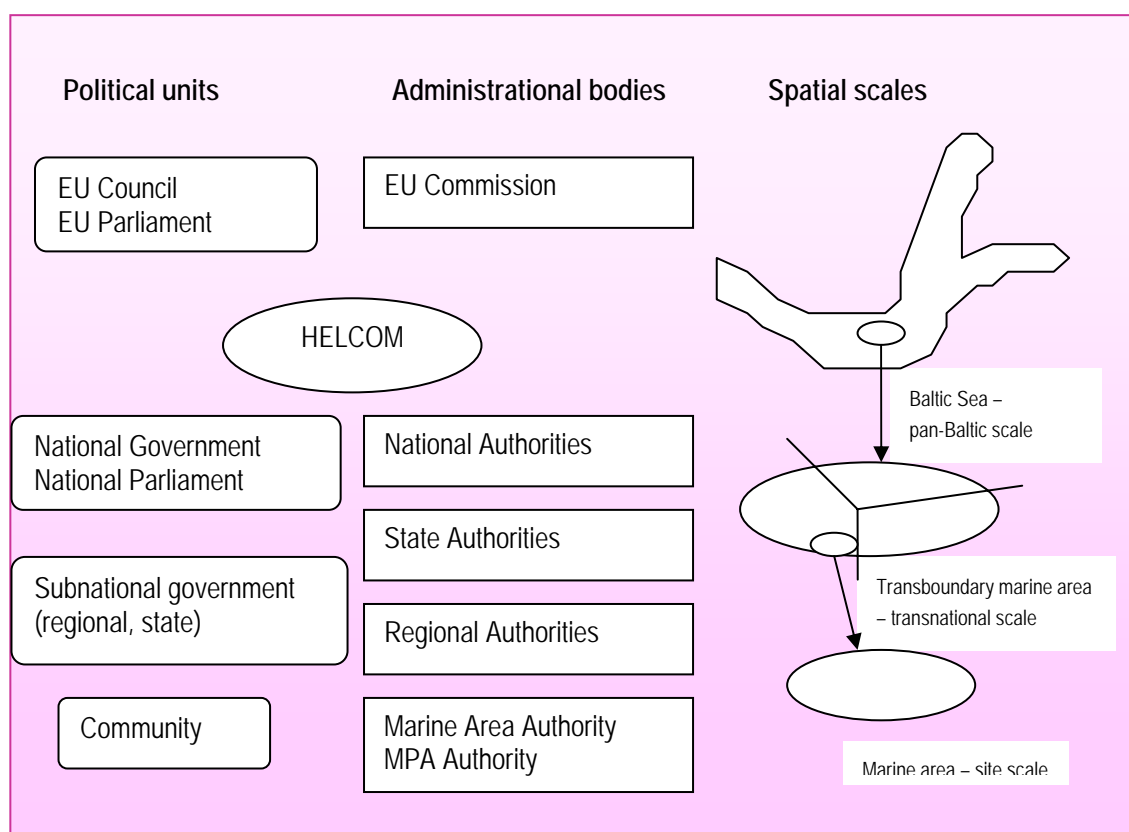 Political units
Administrational bodies
Spatial scales
EU Council
EU Parliament
EU Commission
HELCOM
Baltic Sea –
pan-Baltic scale
National Government
National Parliament
National Authorities
State Authorities
Subnational government
(regional, state)
Regional Authorities
Transboundary marine area
– transnational scale
Community
Marine Area Authority
MPA Authority
Marine area – site scale